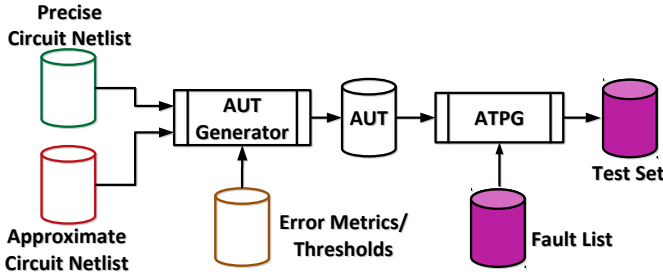 Precise
Circuit Netlist
AUT
Generator
AUT
ATPG
Test Set
Approximate
Circuit Netlist
Error Metrics/
Thresholds
Fault List